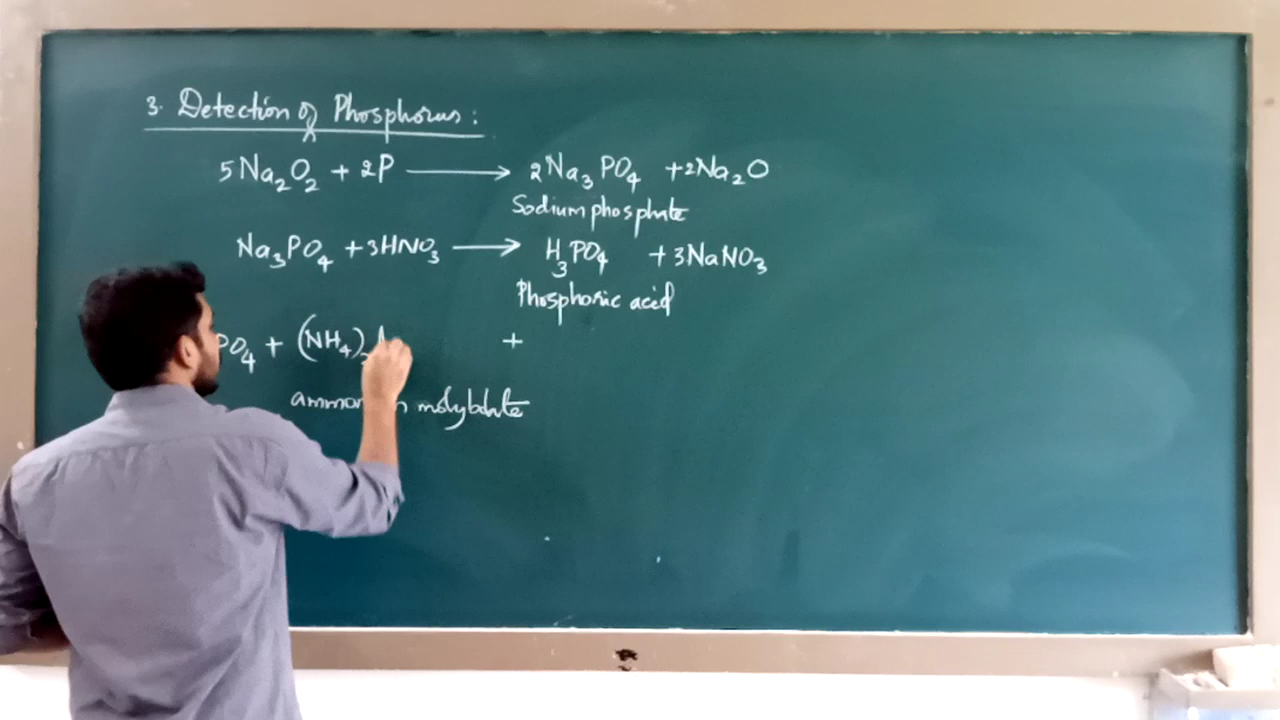 3. Detection of Phosphorus:
5Na₂O₂ + 2P ⟶ 2Na₃PO₄ + 2Na₂O
Sodium phosphate
Na₃PO₄ + 3HNO₃ ⟶ H₃PO₄ + 3NaNO₃
Phosphoric acid
PO₄ + (NH₄)₂ +
molybdate